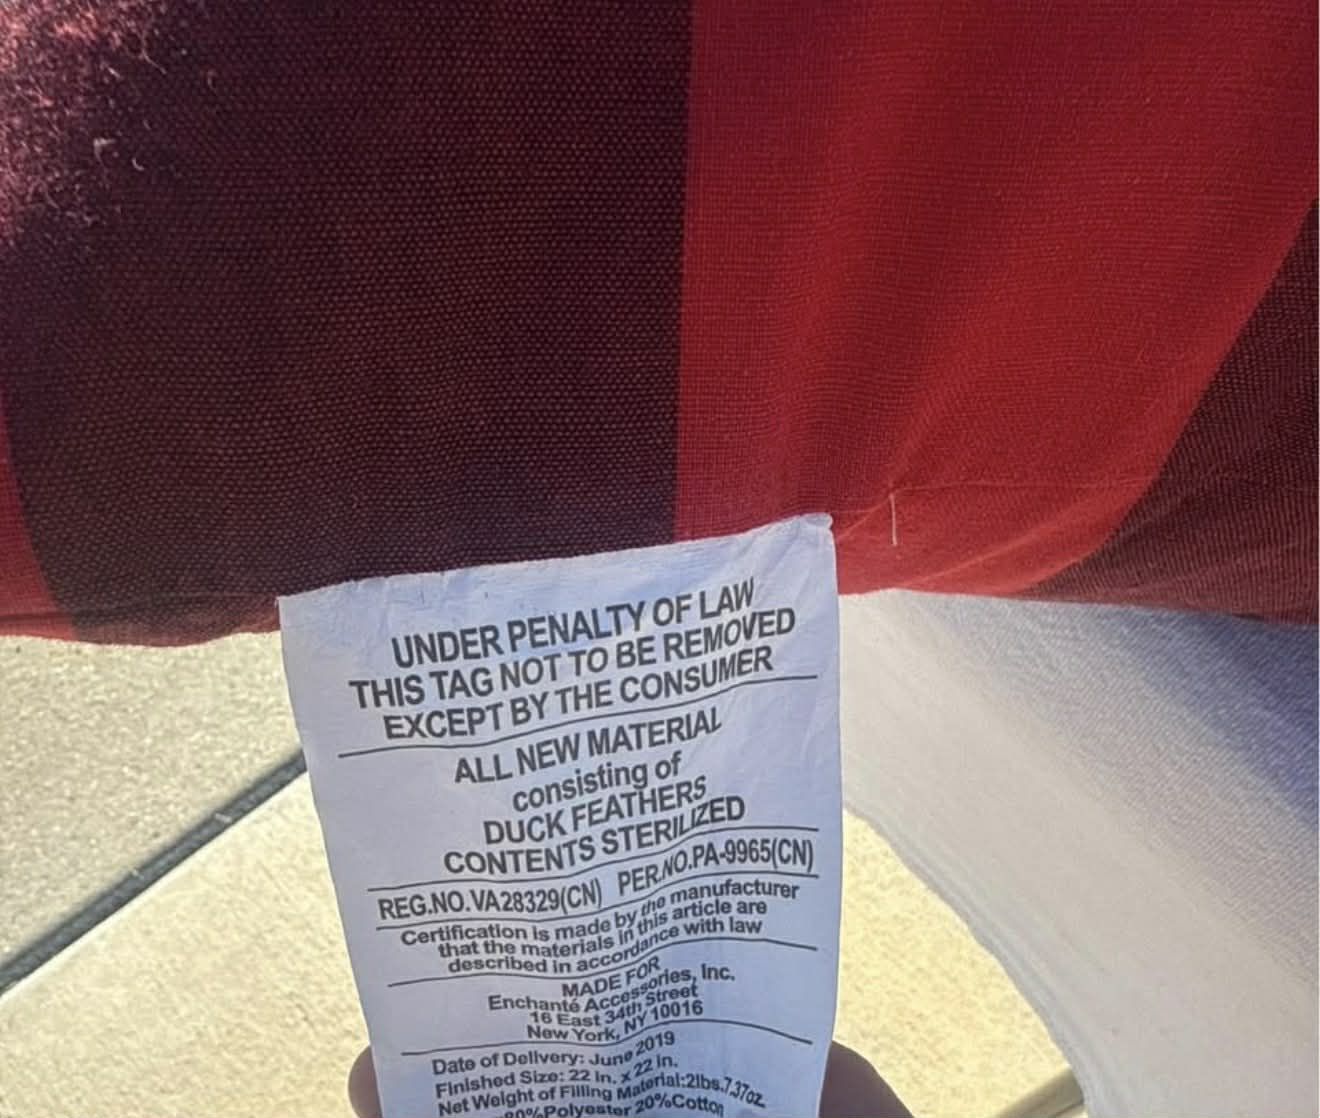 UNDER PENALTY OF LAW
THIS TAG NOT TO BE REMOVED
EXCEPT BY THE CONSUMER
ALL NEW MATERIAL
consisting of
DUCK FEATHERS
CONTENTS STERILIZED
REG.NO.VA28329(CN) PER.NO.PA-9965(CN)
Certification is made by the manufacturer
that the materials in this article are
described in accordance with law
MADE FOR
Enchanté Accessories, Inc.
16 East 34th Street
New York, NY 10016
Date of Delivery: June 2019
Finished Size: 22 in. x 22 in.
Net Weight of Filling Material:2lbs.7.37oz
80%Polyester 20%Cotton